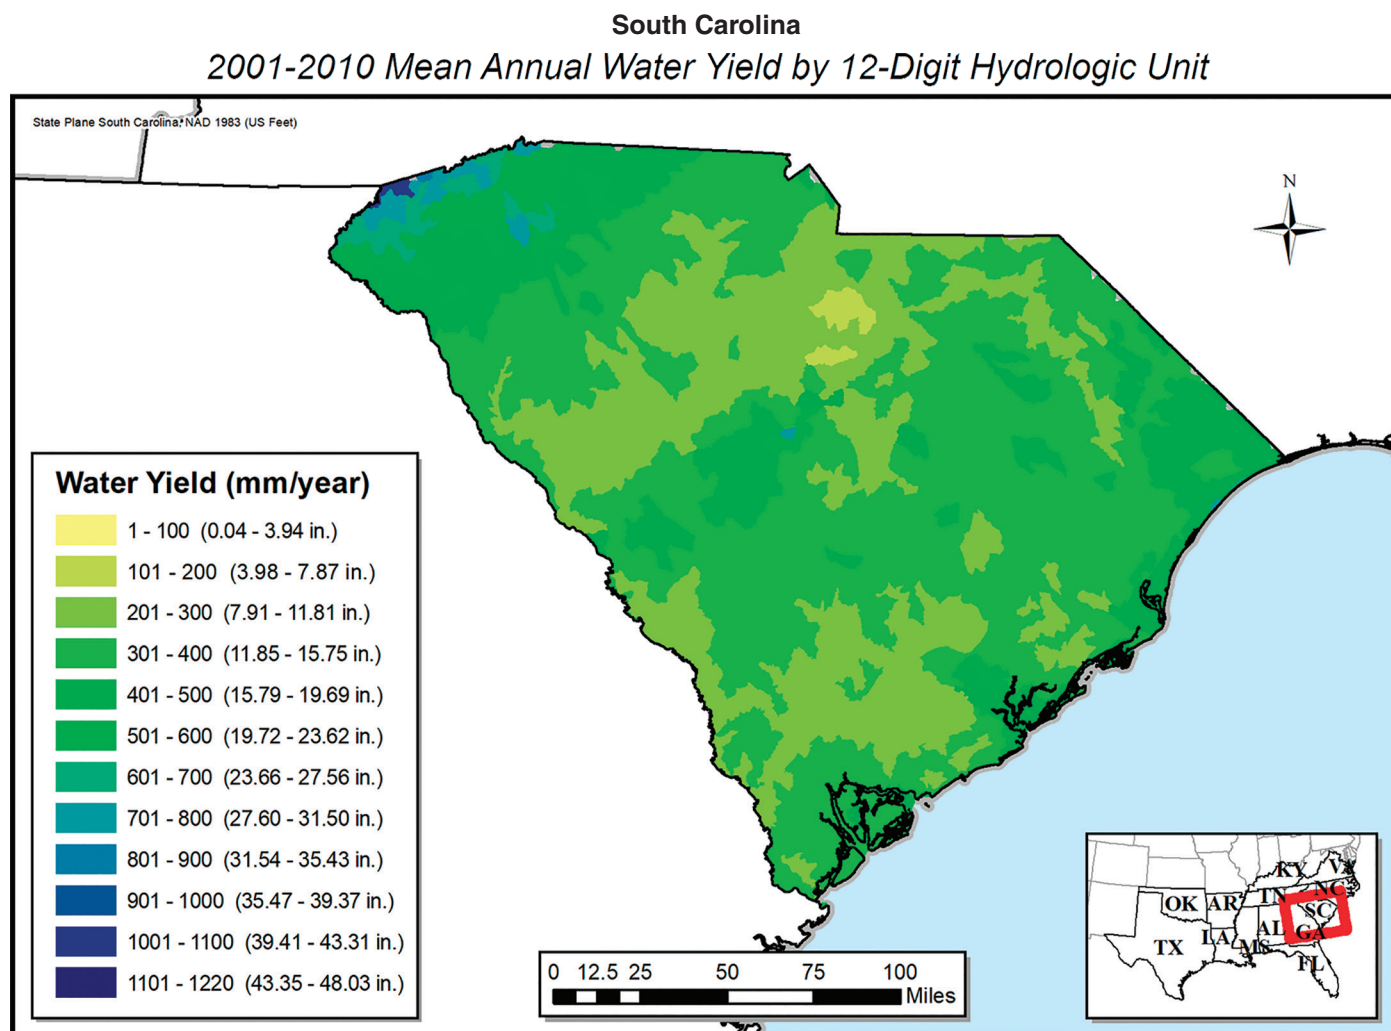 South Carolina
2001-2010 Mean Annual Water Yield by 12-Digit Hydrologic Unit
State Plane South Carolina, NAD 1983 (US Feet)
N
Water Yield (mm/year)
1 - 100 (0.04 - 3.94 in.)
101 - 200 (3.98 - 7.87 in.)
201 - 300 (7.91 - 11.81 in.)
301 - 400 (11.85 - 15.75 in.)
401 - 500 (15.79 - 19.69 in.)
501 - 600 (19.72 - 23.62 in.)
601 - 700 (23.66 - 27.56 in.)
701 - 800 (27.60 - 31.50 in.)
801 - 900 (31.54 - 35.43 in.)
901 - 1000 (35.47 - 39.37 in.)
1001 - 1100 (39.41 - 43.31 in.)
1101 - 1220 (43.35 - 48.03 in.)
0 12.5 25 50 75 100
Miles
KY VA
TN NC
OK AR SC
TX LA MS AL GA
FL